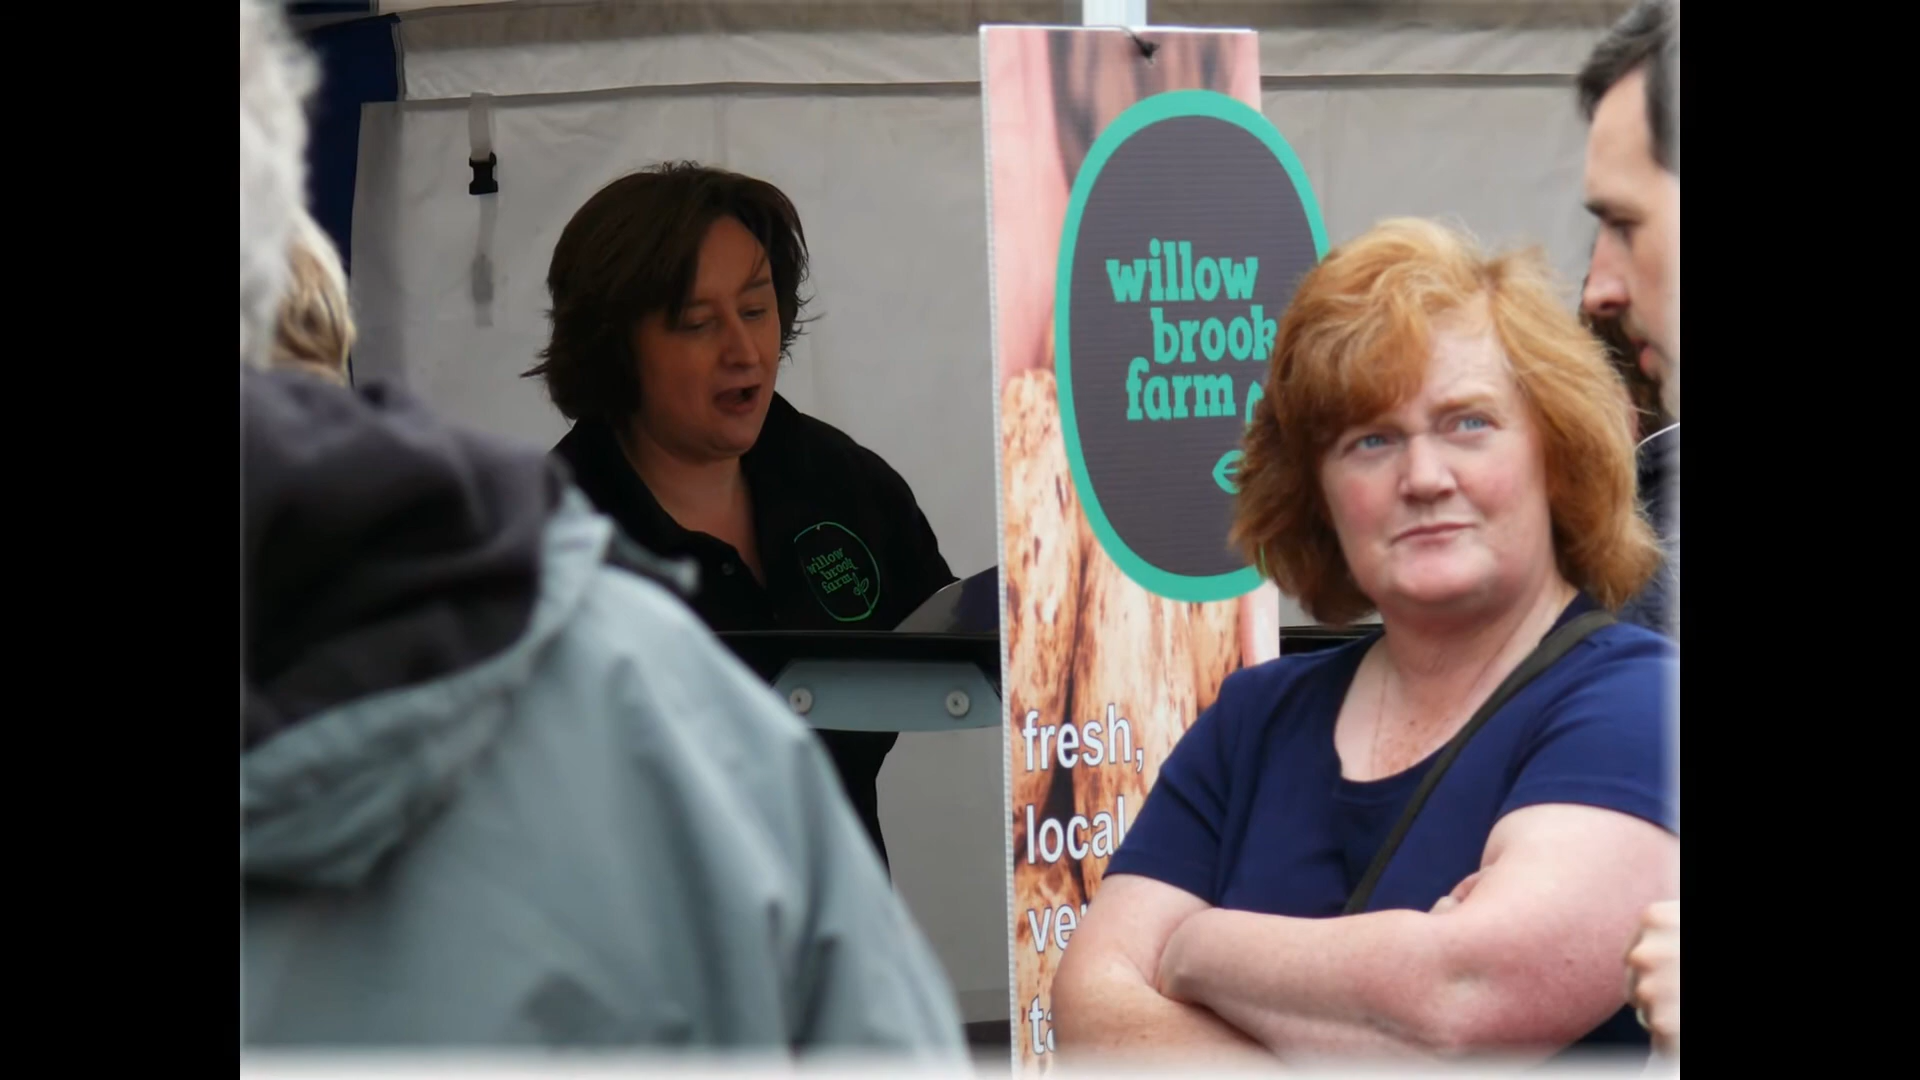 willow
brook
farm
fresh,
local
willow
brook
farm